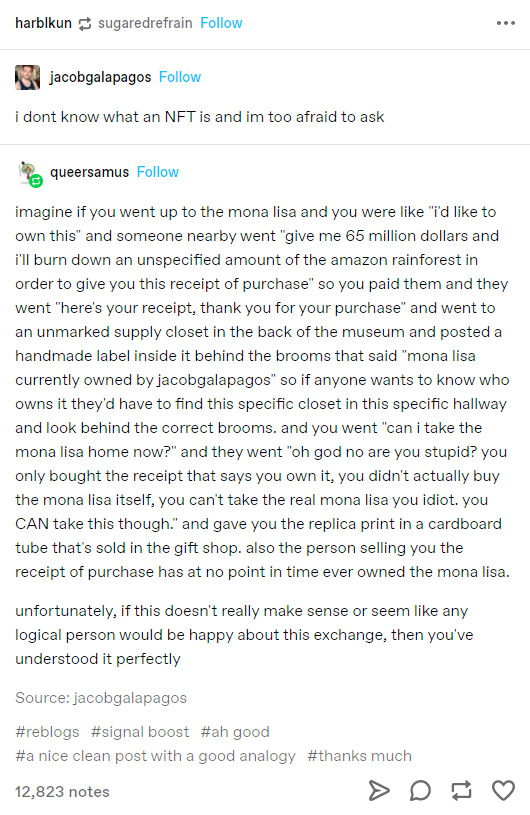 harblkun sugaredrefrain Follow
jacobgalapagos Follow
i dont know what an NFT is and im too afraid to ask
queersamus Follow
imagine if you went up to the mona lisa and you were like "i'd like to
own this" and someone nearby went "give me 65 million dollars and
i'll burn down an unspecified amount of the amazon rainforest in
order to give you this receipt of purchase" so you paid them and they
went "here's your receipt, thank you for your purchase" and went to
an unmarked supply closet in the back of the museum and posted a
handmade label inside it behind the brooms that said "mona lisa
currently owned by jacobgalapagos" so if anyone wants to know who
owns it they'd have to find this specific closet in this specific hallway
and look behind the correct brooms. and you went "can i take the
mona lisa home now?" and they went "oh god no are you stupid? you
only bought the receipt that says you own it, you didn't actually buy
the mona lisa itself, you can't take the real mona lisa you idiot. you
CAN take this though." and gave you the replica print in a cardboard
tube that's sold in the gift shop. also the person selling you the
receipt of purchase has at no point in time ever owned the mona lisa.
unfortunately, if this doesn't really make sense or seem like any
logical person would be happy about this exchange, then you've
understood it perfectly
Source: jacobgalapagos
#reblogs #signal boost #ah good
#a nice clean post with a good analogy #thanks much
12,823 notes